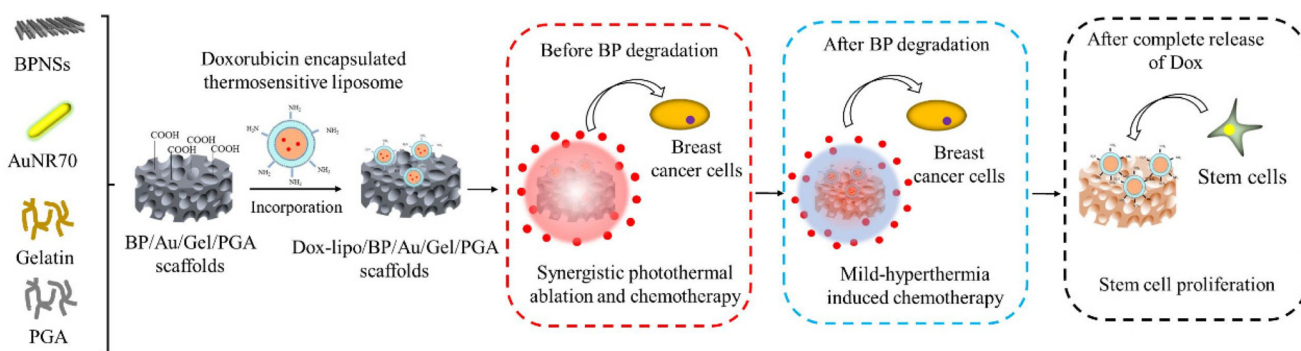 BPNSs
AuNR70
Gelatin
PGA
COOH
COOH
COOH
COOH
BP/Au/Gel/PGA
scaffolds
Doxorubicin encapsulated
thermosensitive liposome
NH₂
H₂N
NH₂
NH₂
NH₂
NH₂
Incorporation
Dox-lipo/BP/Au/Gel/PGA
scaffolds
Before BP degradation
Breast
cancer cells
Synergistic photothermal
ablation and chemotherapy
After BP degradation
Breast
cancer cells
Mild-hyperthermia
induced chemotherapy
After complete release
of Dox
Stem cells
Stem cell proliferation